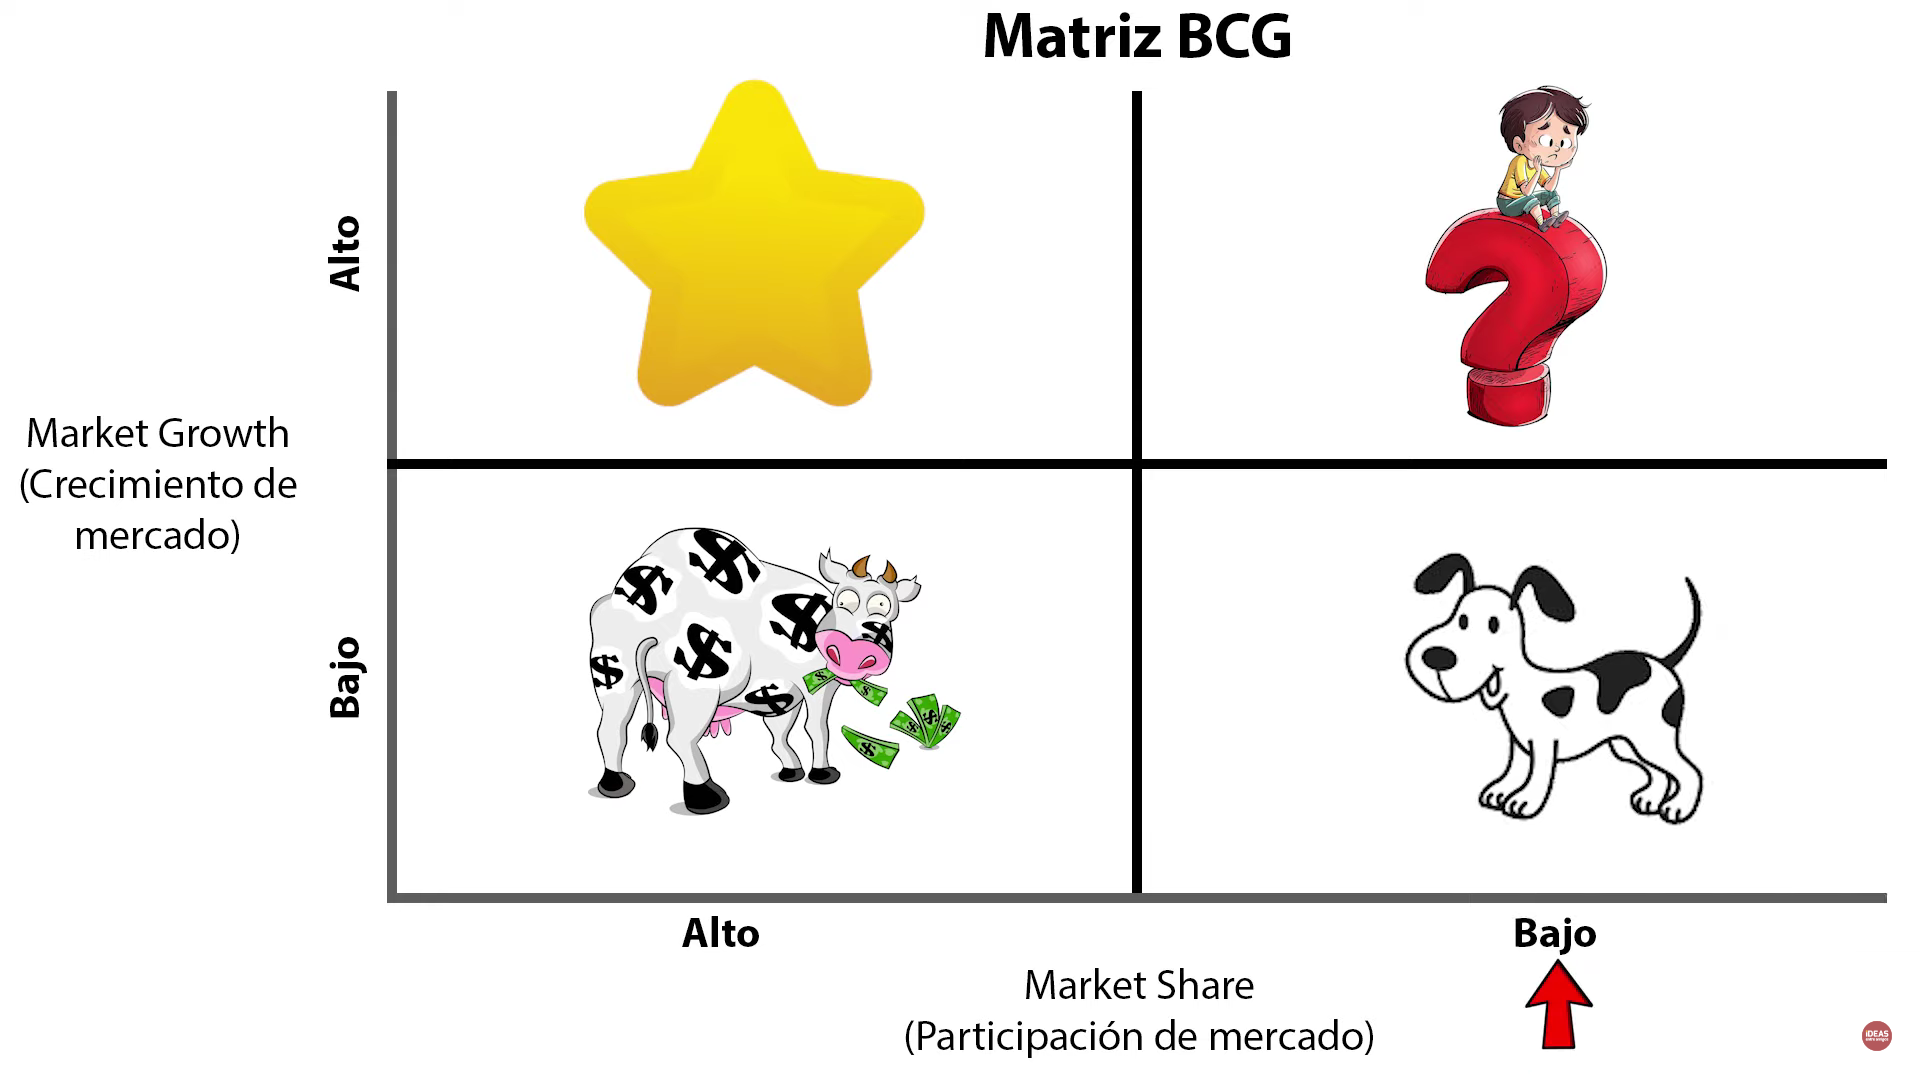 Matriz BCG
Alto
Market Growth
(Crecimiento de
mercado)
Bajo
Alto
Bajo
Market Share
(Participación de mercado)
IDEAS